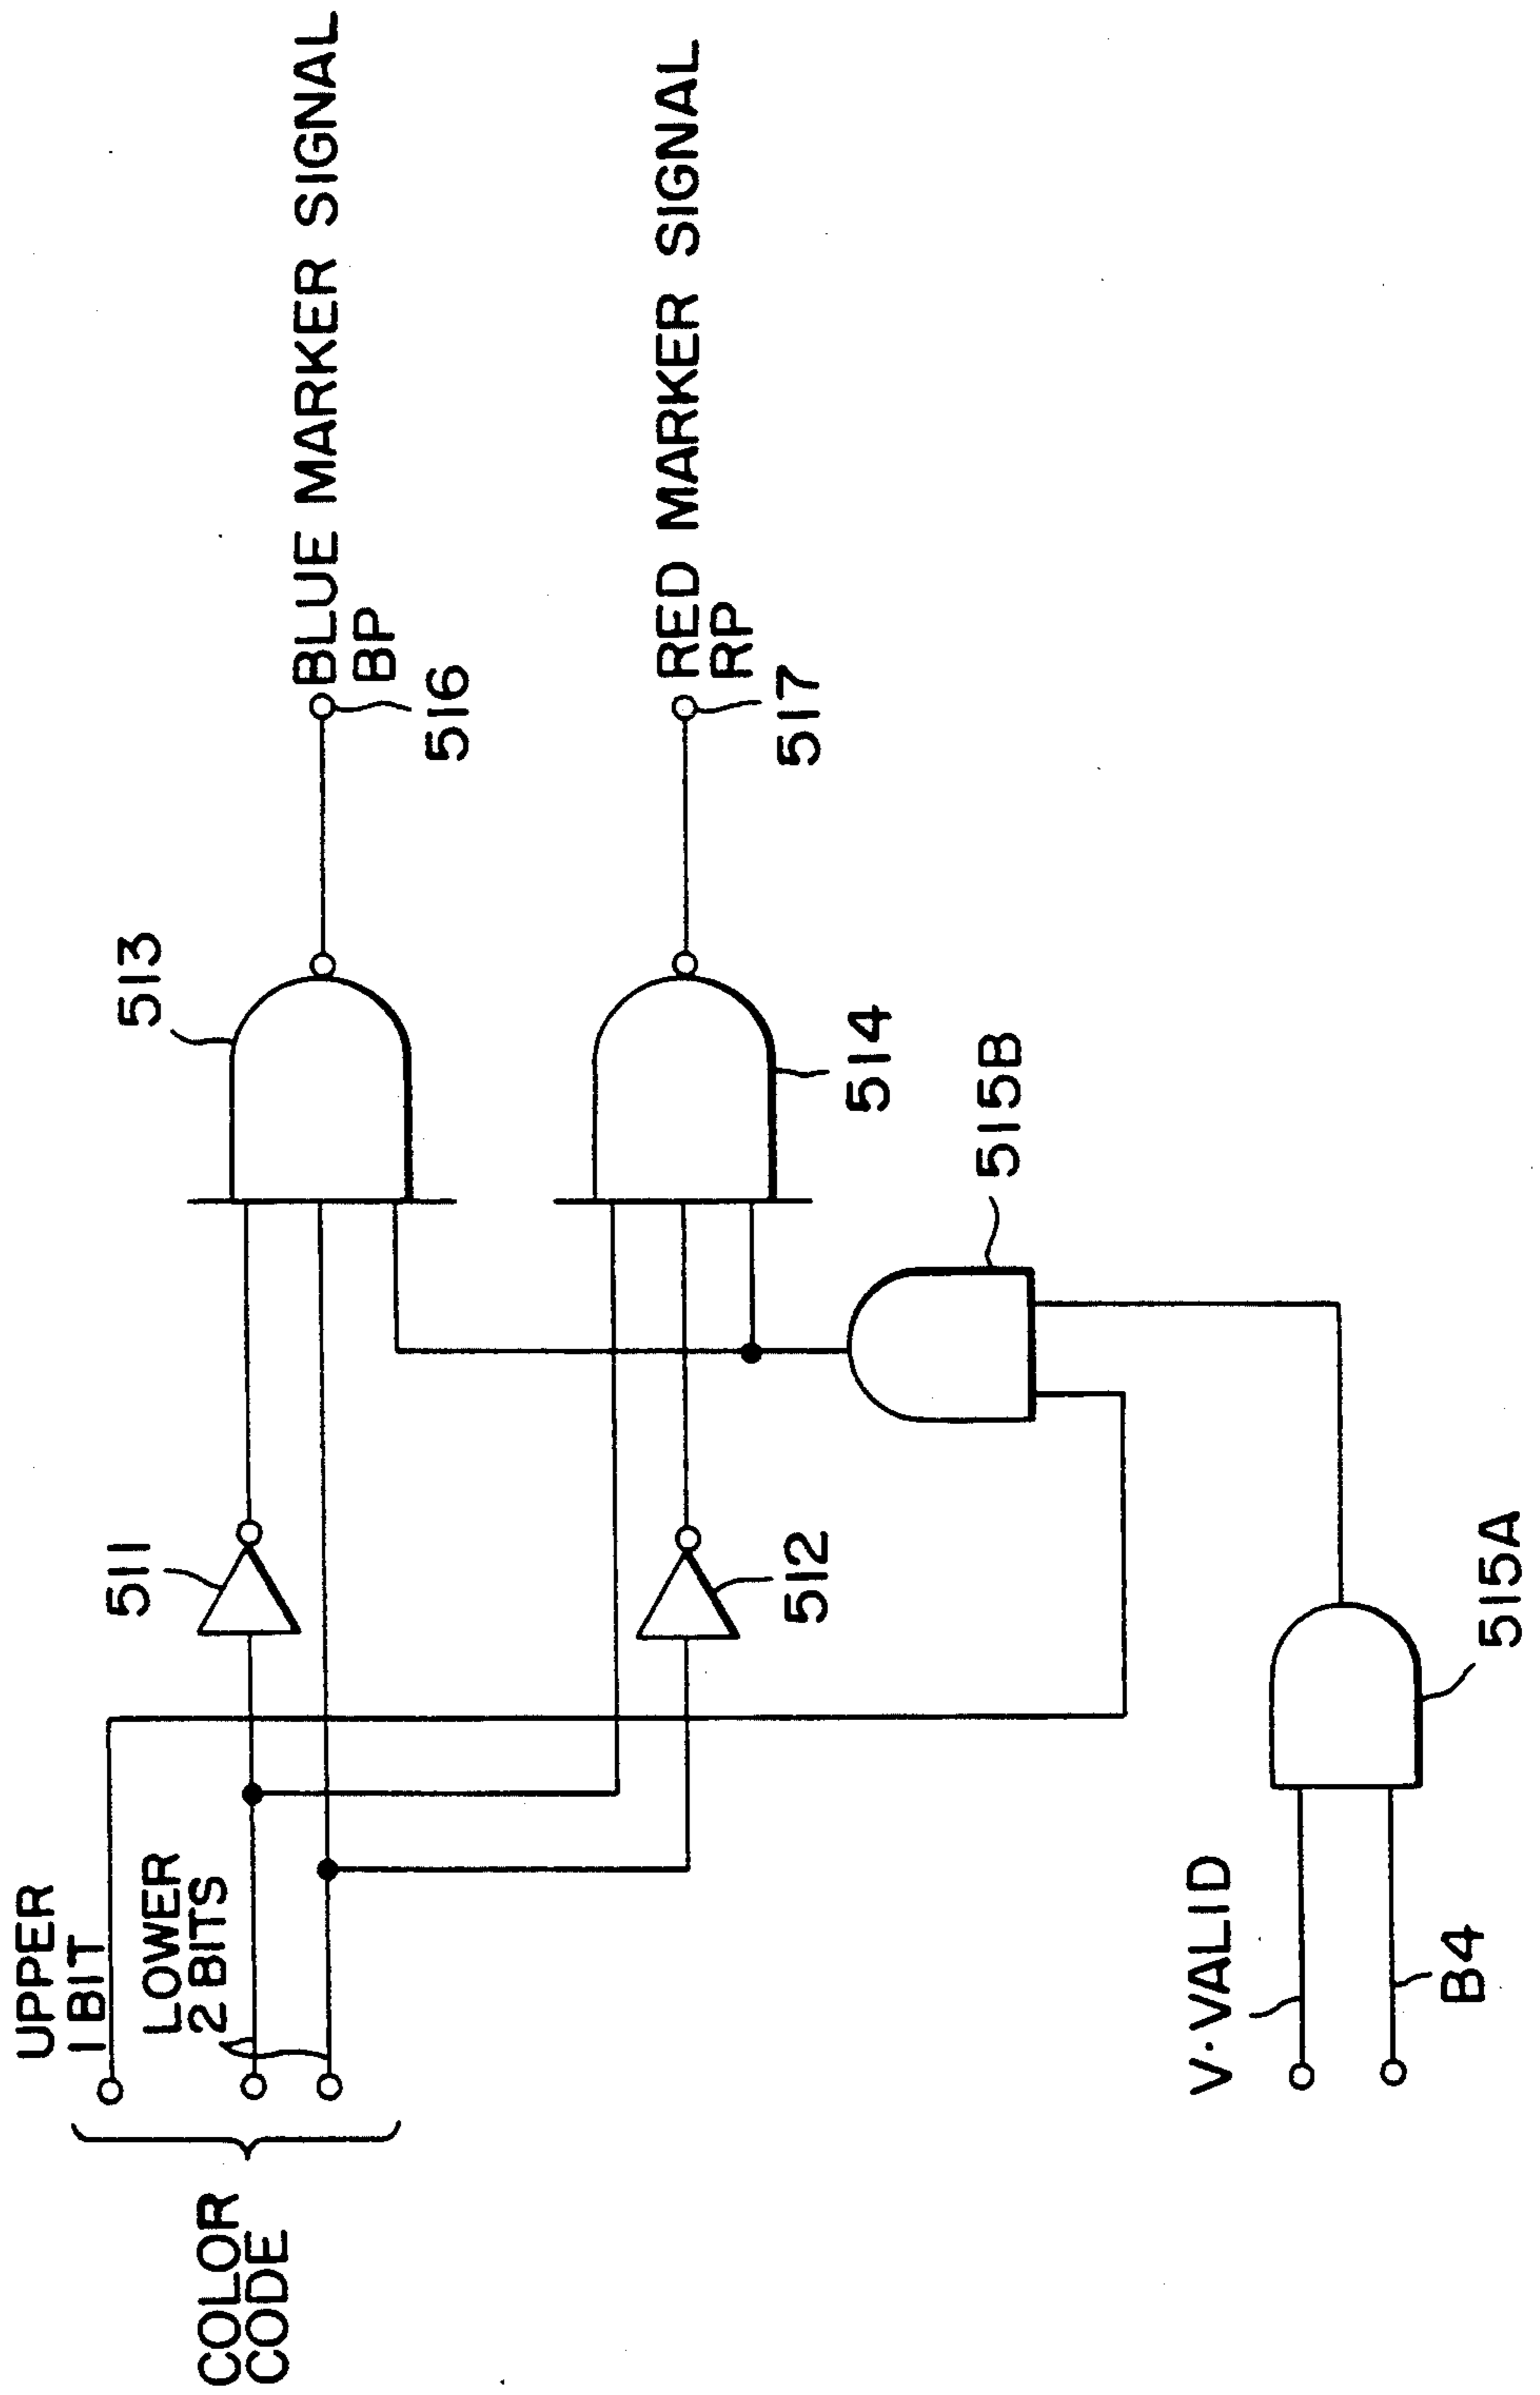 UPPER
1 BIT
LOWER
2 BITS
COLOR
CODE
511
513
BLUE MARKER SIGNAL
BP
516
512
514
RED MARKER SIGNAL
RP
517
515B
V·VALID
B4
515A